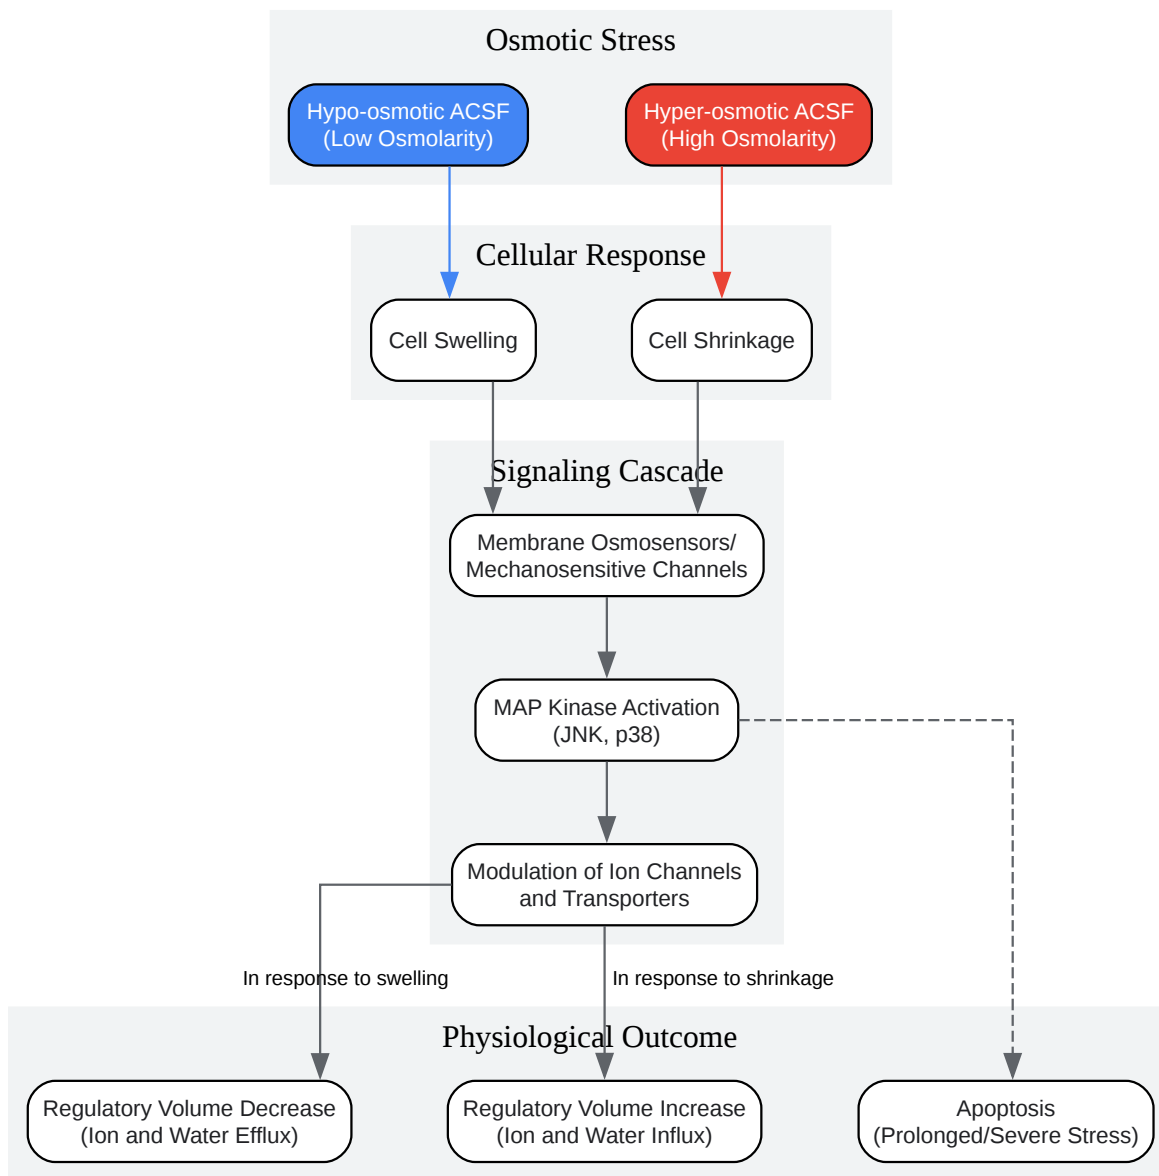 Osmotic Stress
Hypo-osmotic ACSF
(Low Osmolarity)
Hyper-osmotic ACSF
(High Osmolarity)
Cellular Response
Cell Swelling
Cell Shrinkage
Signaling Cascade
Membrane Osmosensors/
Mechanosensitive Channels
MAP Kinase Activation
(JNK, p38)
Modulation of Ion Channels
and Transporters
In response to swelling
In response to shrinkage
Physiological Outcome
Regulatory Volume Decrease
(Ion and Water Efflux)
Regulatory Volume Increase
(Ion and Water Influx)
Apoptosis
(Prolonged/Severe Stress)